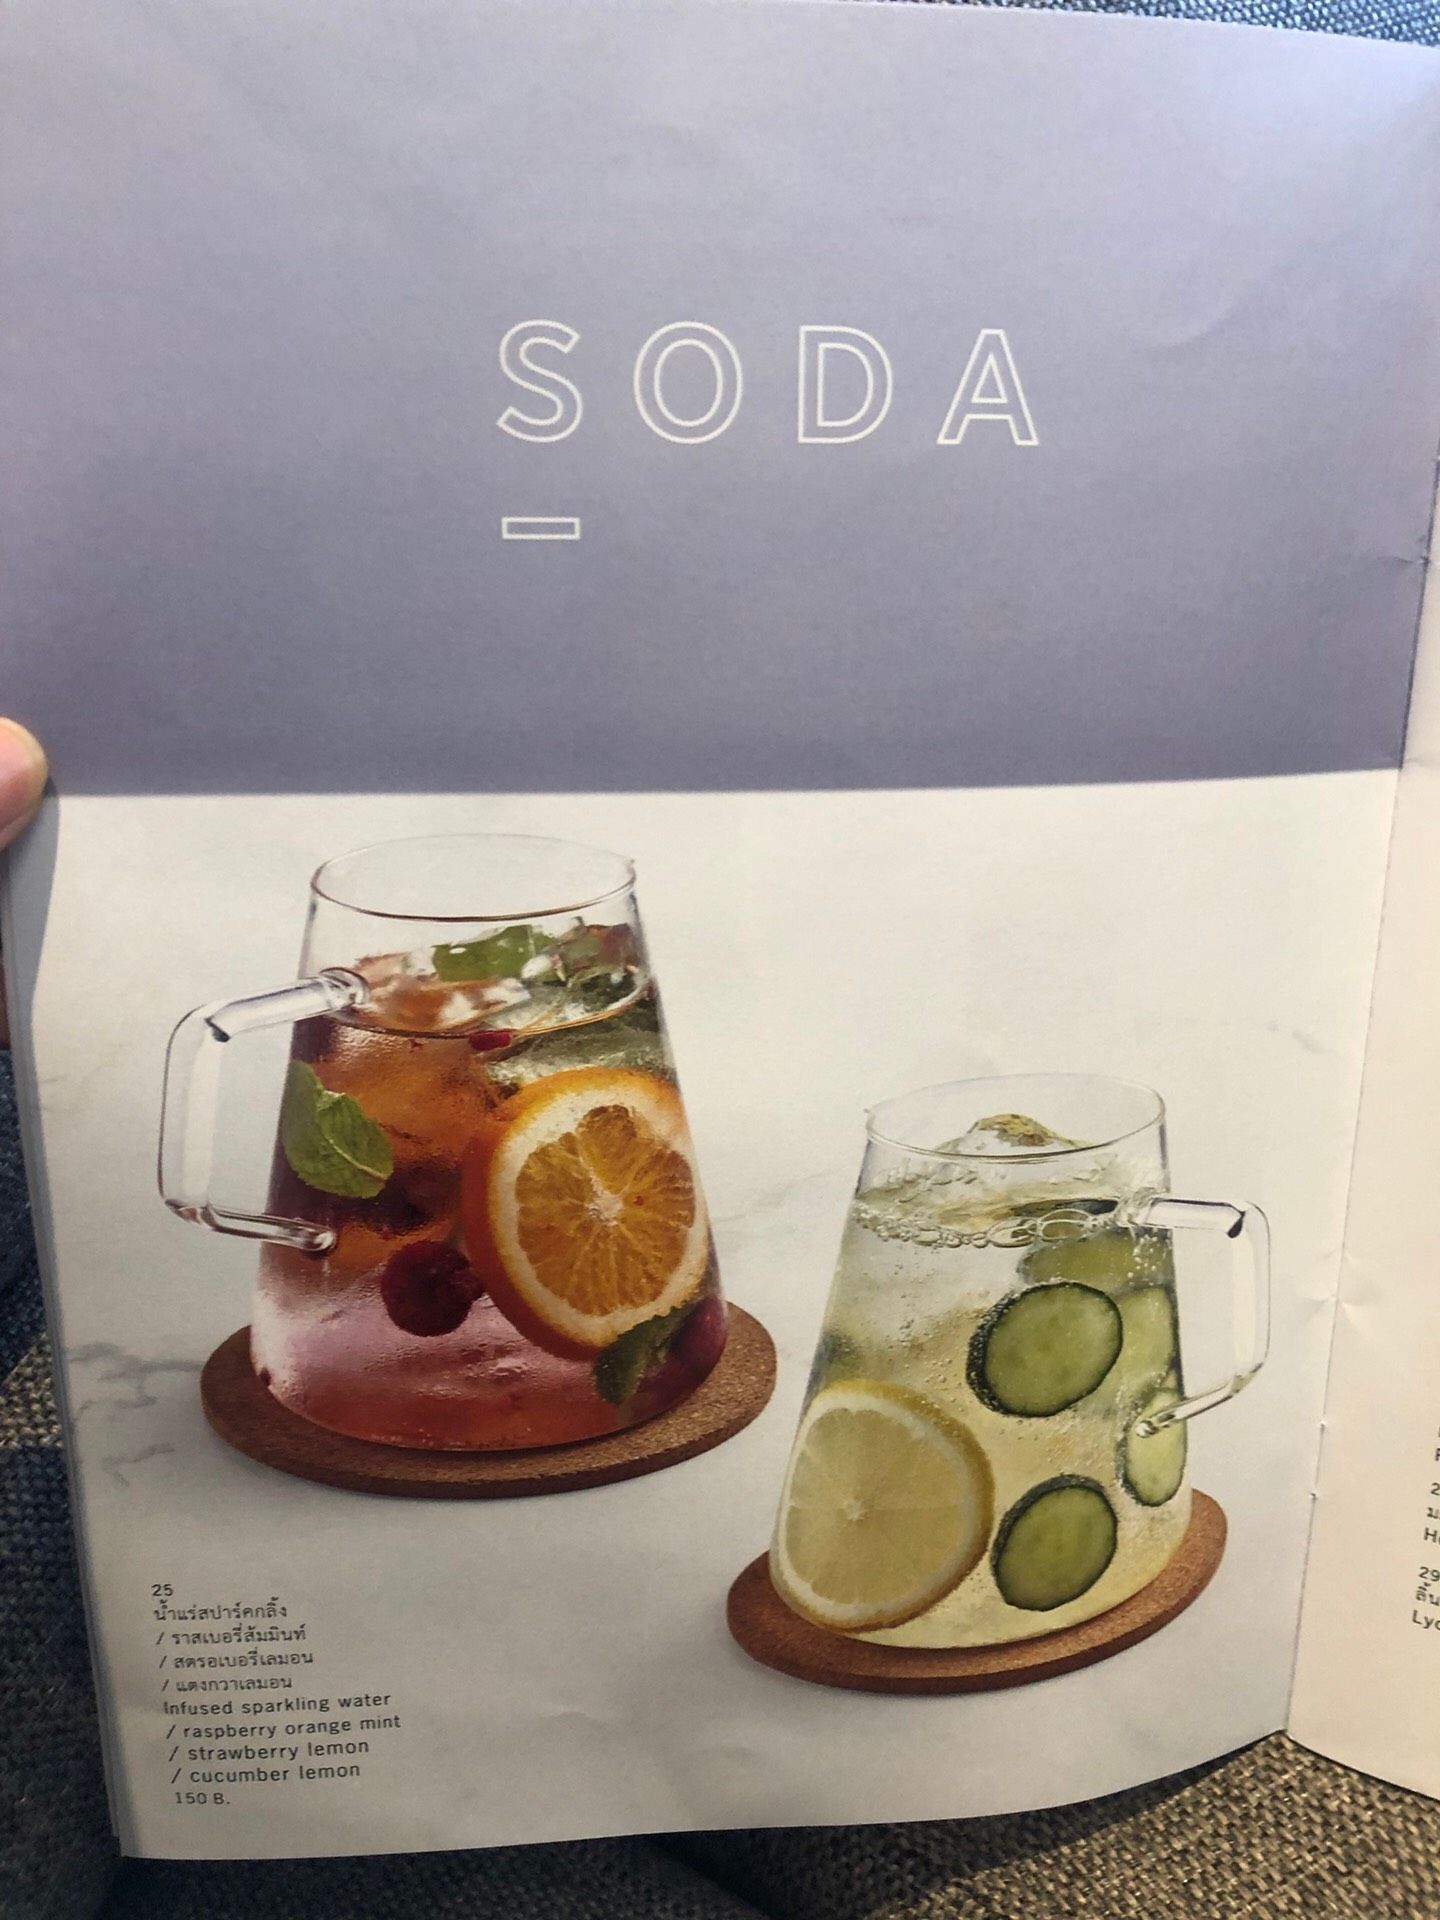 SODA
25
น้ำแร่สปาร์คกลิ้ง
/ ราสเบอรี่ส้มมินท์
/ สตรอเบอรี่เลมอน
/ แตงกวาเลมอน
Infused sparkling water
/ raspberry orange mint
/ strawberry lemon
/ cucumber lemon
150 B.
29